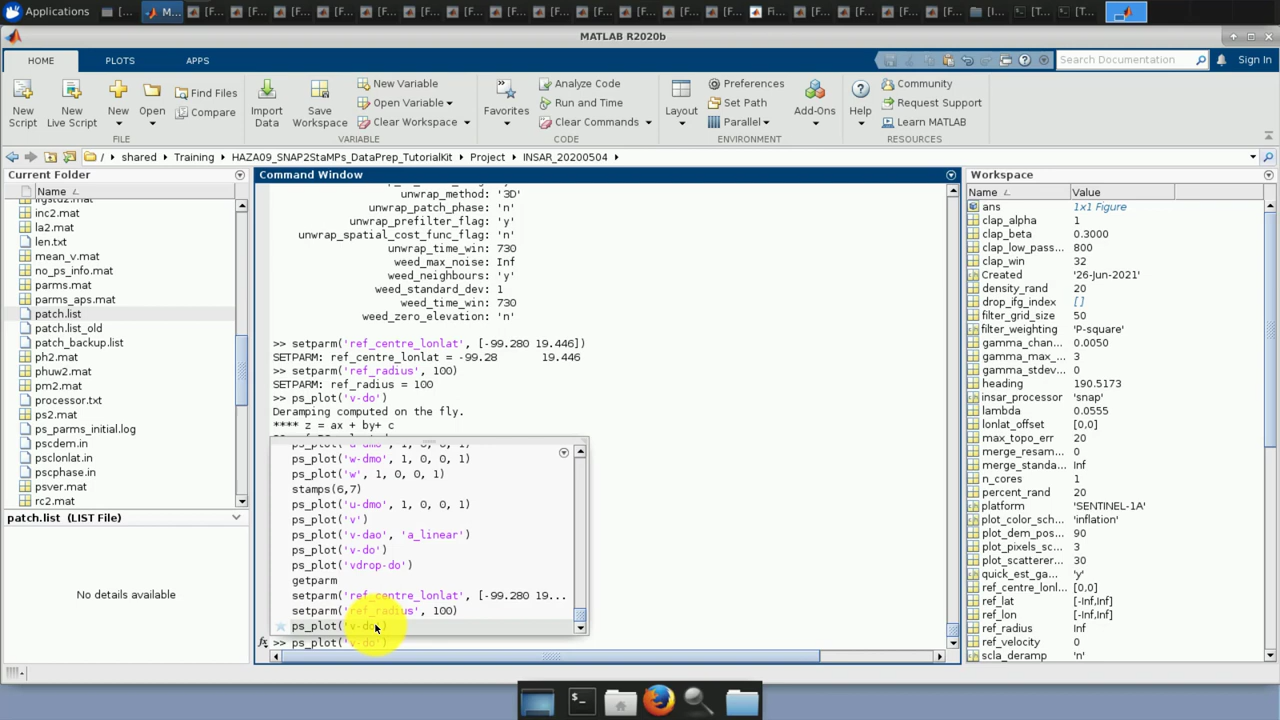 Applications
[...
M...
[F...
[F...
[F...
[F...
[F...
[F...
[F...
[F...
[F...
[F...
[F...
[F...
[F...
Fi...
[F...
[F...
[F...
[F...
[I...
[T...
[T...
MATLAB R2020b
HOME
PLOTS
APPS
Search Documentation
Sign In
New Script
New Live Script
New
Open
Find Files
Compare
Import Data
Save Workspace
New Variable
Open Variable
Clear Workspace
Favorites
Analyze Code
Run and Time
Clear Commands
Layout
Preferences
Set Path
Parallel
Add-Ons
Help
Community
Request Support
Learn MATLAB
FILE
VARIABLE
CODE
ENVIRONMENT
RESOURCES
/ shared Training HAZA09_SNAP2StaMPs_DataPrep_TutorialKit Project INSAR_20200504
Current Folder
Name
inc2.mat
la2.mat
len.txt
mean_v.mat
no_ps_info.mat
parms.mat
parms_aps.mat
patch.list
patch.list_old
patch_backup.list
ph2.mat
phuw2.mat
pm2.mat
processor.txt
ps2.mat
ps_parms_initial.log
pscdem.in
psclonlat.in
pscphase.in
psver.mat
rc2.mat
patch.list (LIST File)
No details available
Command Window
unwrap_method: '3D'
unwrap_patch_phase: 'n'
unwrap_prefilter_flag: 'y'
unwrap_spatial_cost_func_flag: 'n'
unwrap_time_win: 730
weed_max_noise: Inf
weed_neighbours: 'y'
weed_standard_dev: 1
weed_time_win: 730
weed_zero_elevation: 'n'
>> setparm('ref_centre_lonlat', [-99.280 19.446])
SETPARM: ref_centre_lonlat = -99.28 19.446
>> setparm('ref_radius', 100)
SETPARM: ref_radius = 100
>> ps_plot('v-do')
Deramping computed on the fly.
**** z = ax + by+ c
ps_plot('w-dmo', 1, 0, 0, 1)
ps_plot('w', 1, 0, 0, 1)
stamps(6,7)
ps_plot('u-dmo', 1, 0, 0, 1)
ps_plot('v')
ps_plot('v-dao', 'a_linear')
ps_plot('v-do')
ps_plot('vdrop-do')
getparm
setparm('ref_centre_lonlat', [-99.280 19...
setparm('ref_radius', 100)
ps_plot('v-do')
fx >> ps_plot('v-do')
Workspace
Name Value
ans 1x1 Figure
clap_alpha 1
clap_beta 0.3000
clap_low_pass... 800
clap_win 32
Created '26-Jun-2021'
density_rand 20
drop_ifg_index []
filter_grid_size 50
filter_weighting 'P-square'
gamma_chan... 0.0050
gamma_max_... 3
gamma_stdev... 0
heading 190.5173
insar_processor 'snap'
lambda 0.0555
lonlat_offset [0,0]
max_topo_err 20
merge_resam... 0
merge_standa... Inf
n_cores 1
percent_rand 20
platform 'SENTINEL-1A'
plot_color_sch... 'inflation'
plot_dem_pos... 90
plot_pixels_sc... 3
plot_scatterer... 30
quick_est_ga... 'y'
ref_centre_lonl... [0,0]
ref_lat [-Inf,Inf]
ref_lon [-Inf,Inf]
ref_radius Inf
ref_velocity 0
scla_deramp 'n'